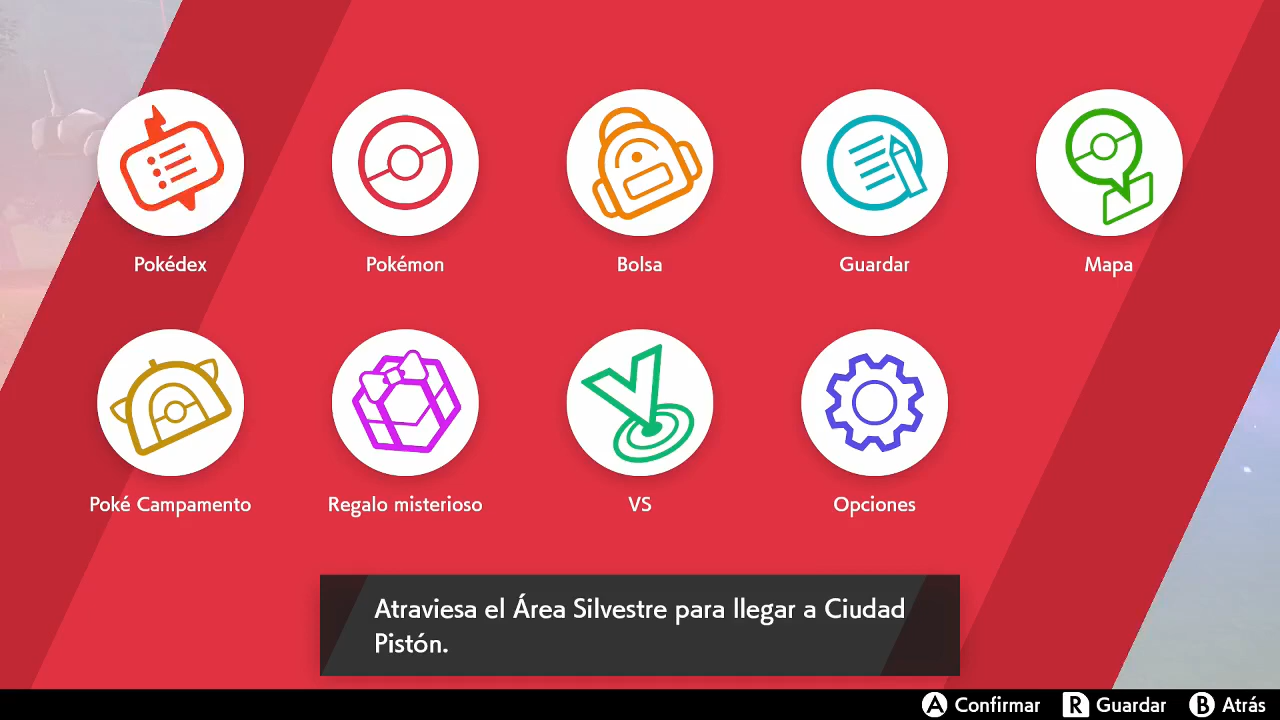 Pokédex
Pokémon
Bolsa
Guardar
Mapa
Poké Campamento
Regalo misterioso
VS
Opciones
Atraviesa el Área Silvestre para llegar a Ciudad
Pistón.
A Confirmar R Guardar B Atrás